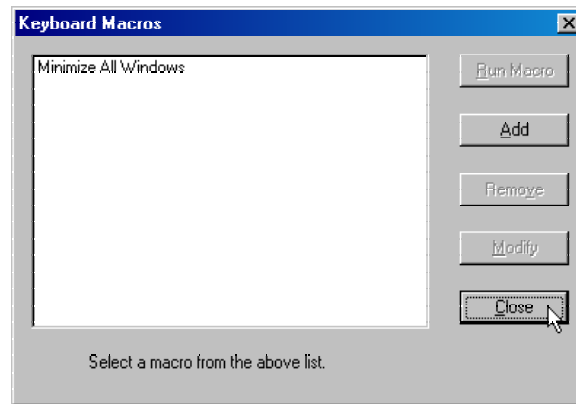 Keyboard Macros
Minimize All Windows
Run Macro
Add
Remove
Modify
Close
Select a macro from the above list.